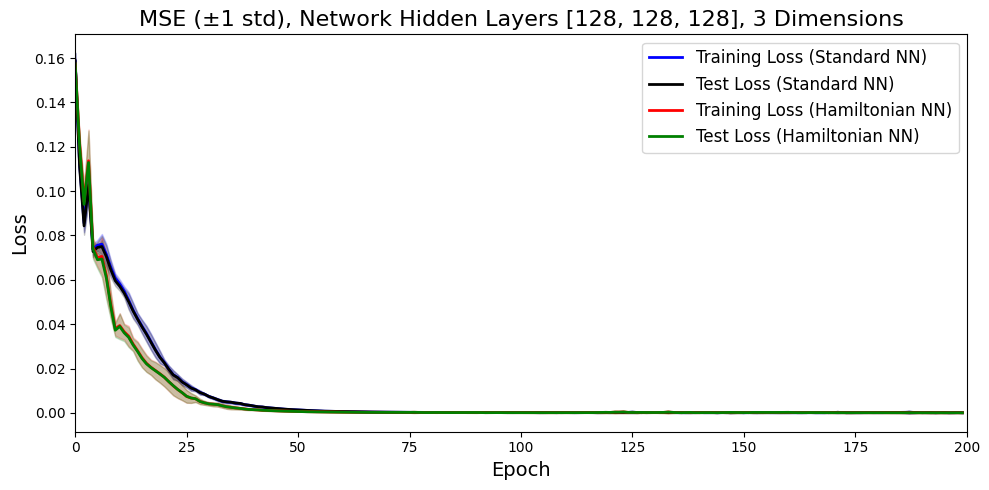 MSE (±1 std), Network Hidden Layers [128, 128, 128], 3 Dimensions
Training Loss (Standard NN)
Test Loss (Standard NN)
Training Loss (Hamiltonian NN)
Test Loss (Hamiltonian NN)
Loss
0.16
0.14
0.12
0.10
0.08
0.06
0.04
0.02
0.00
0 25 50 75 100 125 150 175 200
Epoch